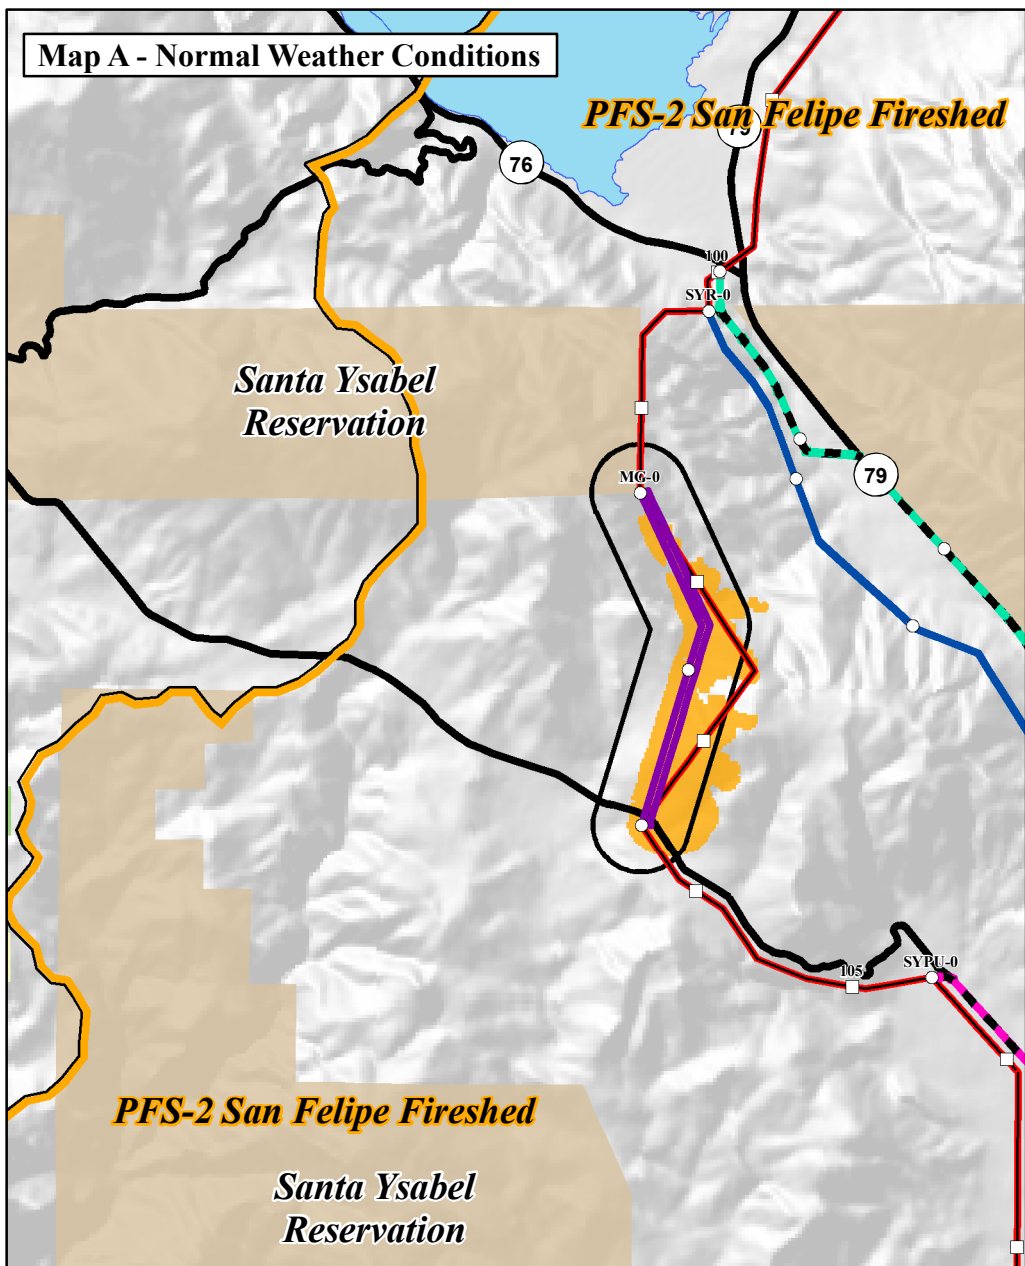 Map A - Normal Weather Conditions
PFS-2 San Felipe Fireshed
79
76
100
SYR-0
Santa Ysabel
Reservation
MG-0
79
105
SYPU-0
PFS-2 San Felipe Fireshed
Santa Ysabel
Reservation